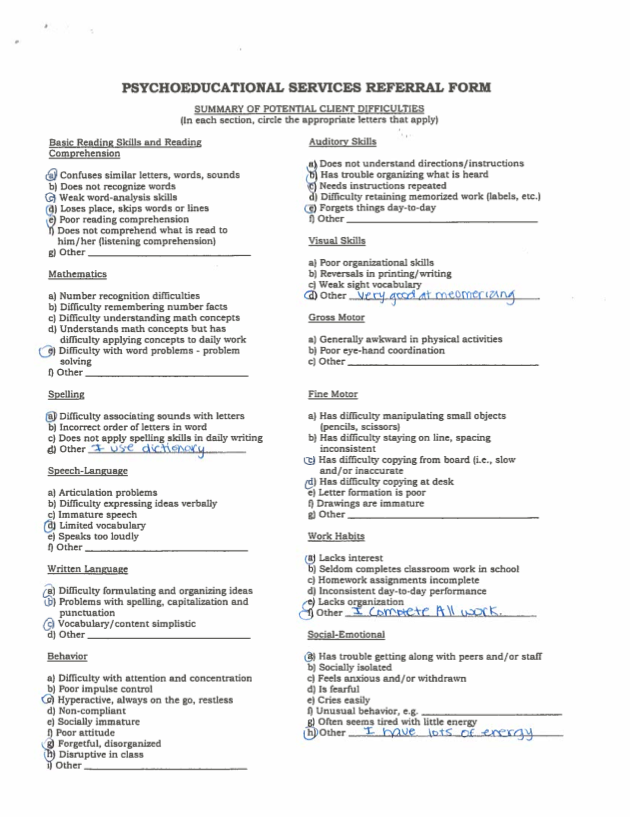 PSYCHOEDUCATIONAL SERVICES REFERRAL FORM
SUMMARY OF POTENTIAL CLIENT DIFFICULTIES
(In each section, circle the appropriate letters that apply)
Basic Reading Skills and Reading
Comprehension
a) Confuses similar letters, words, sounds
b) Does not recognize words
c) Weak word-analysis skills
d) Loses place, skips words or lines
e) Poor reading comprehension
f) Does not comprehend what is read to
him/her (listening comprehension)
g) Other
Mathematics
a) Number recognition difficulties
b) Difficulty remembering number facts
c) Difficulty understanding math concepts
d) Understands math concepts but has
difficulty applying concepts to daily work
e) Difficulty with word problems - problem
solving
f) Other
Spelling
a) Difficulty associating sounds with letters
b) Incorrect order of letters in word
c) Does not apply spelling skills in daily writing
d) Other I use dictionary
Speech-Language
a) Articulation problems
b) Difficulty expressing ideas verbally
c) Immature speech
d) Limited vocabulary
e) Speaks too loudly
f) Other
Written Language
a) Difficulty formulating and organizing ideas
b) Problems with spelling, capitalization and
punctuation
c) Vocabulary/content simplistic
d) Other
Behavior
a) Difficulty with attention and concentration
b) Poor impulse control
c) Hyperactive, always on the go, restless
d) Non-compliant
e) Socially immature
f) Poor attitude
g) Forgetful, disorganized
h) Disruptive in class
i) Other
Auditory Skills
a) Does not understand directions/instructions
b) Has trouble organizing what is heard
c) Needs instructions repeated
d) Difficulty retaining memorized work (labels, etc.)
e) Forgets things day-to-day
f) Other
Visual Skills
a) Poor organizational skills
b) Reversals in printing/writing
c) Weak sight vocabulary
d) Other very good at meomerizing
Gross Motor
a) Generally awkward in physical activities
b) Poor eye-hand coordination
c) Other
Fine Motor
a) Has difficulty manipulating small objects
(pencils, scissors)
b) Has difficulty staying on line, spacing
inconsistent
c) Has difficulty copying from board (i.e., slow
and/or inaccurate
d) Has difficulty copying at desk
e) Letter formation is poor
f) Drawings are immature
g) Other
Work Habits
a) Lacks interest
b) Seldom completes classroom work in school
c) Homework assignments incomplete
d) Inconsistent day-to-day performance
e) Lacks organization
f) Other I complete All work.
Social-Emotional
a) Has trouble getting along with peers and/or staff
b) Socially isolated
c) Feels anxious and/or withdrawn
d) Is fearful
e) Cries easily
f) Unusual behavior, e.g.
g) Often seems tired with little energy
h) Other I have lots of energy